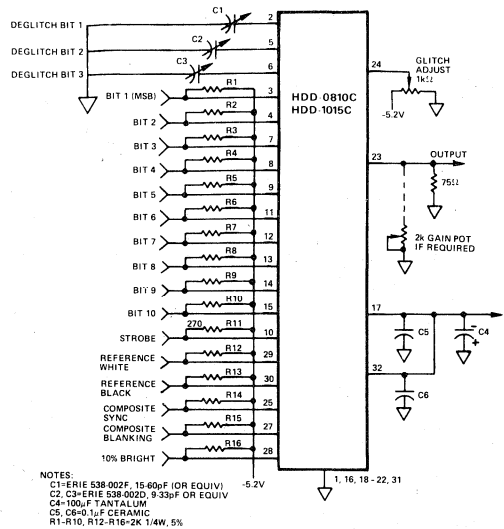 C1
2
DEGLITCH BIT 1
C2
5
DEGLITCH BIT 2
C3
6
DEGLITCH BIT 3
R1
BIT 1 (MSB)
3
R2
BIT 2
4
R3
BIT 3
7
R4
BIT 4
8
R5
BIT 5
9
R6
BIT 6
11
R7
BIT 7
12
R8
BIT 8
13
R9
BIT 9
14
R10
BIT 10
15
270
R11
STROBE
10
R12
REFERENCE
WHITE
29
R13
REFERENCE
BLACK
30
R14
COMPOSITE
SYNC
25
R15
COMPOSITE
BLANKING
27
R16
10% BRIGHT
28
-5.2V
HDD-0810C
HDD-1015C
24
GLITCH
ADJUST
1kΩ
-5.2V
23
OUTPUT
75Ω
2k GAIN POT
IF REQUIRED
17
C5
-
+
C4
32
C6
1, 16, 18 - 22, 31
NOTES:
C1=ERIE 538-002F, 15-60pF (OR EQUIV)
C2, C3=ERIE 538-002D, 9-33pF OR EQUIV
C4=100μF TANTALUM
C5, C6=0.1μF CERAMIC
R1-R10, R12-R16=2K 1/4W, 5%